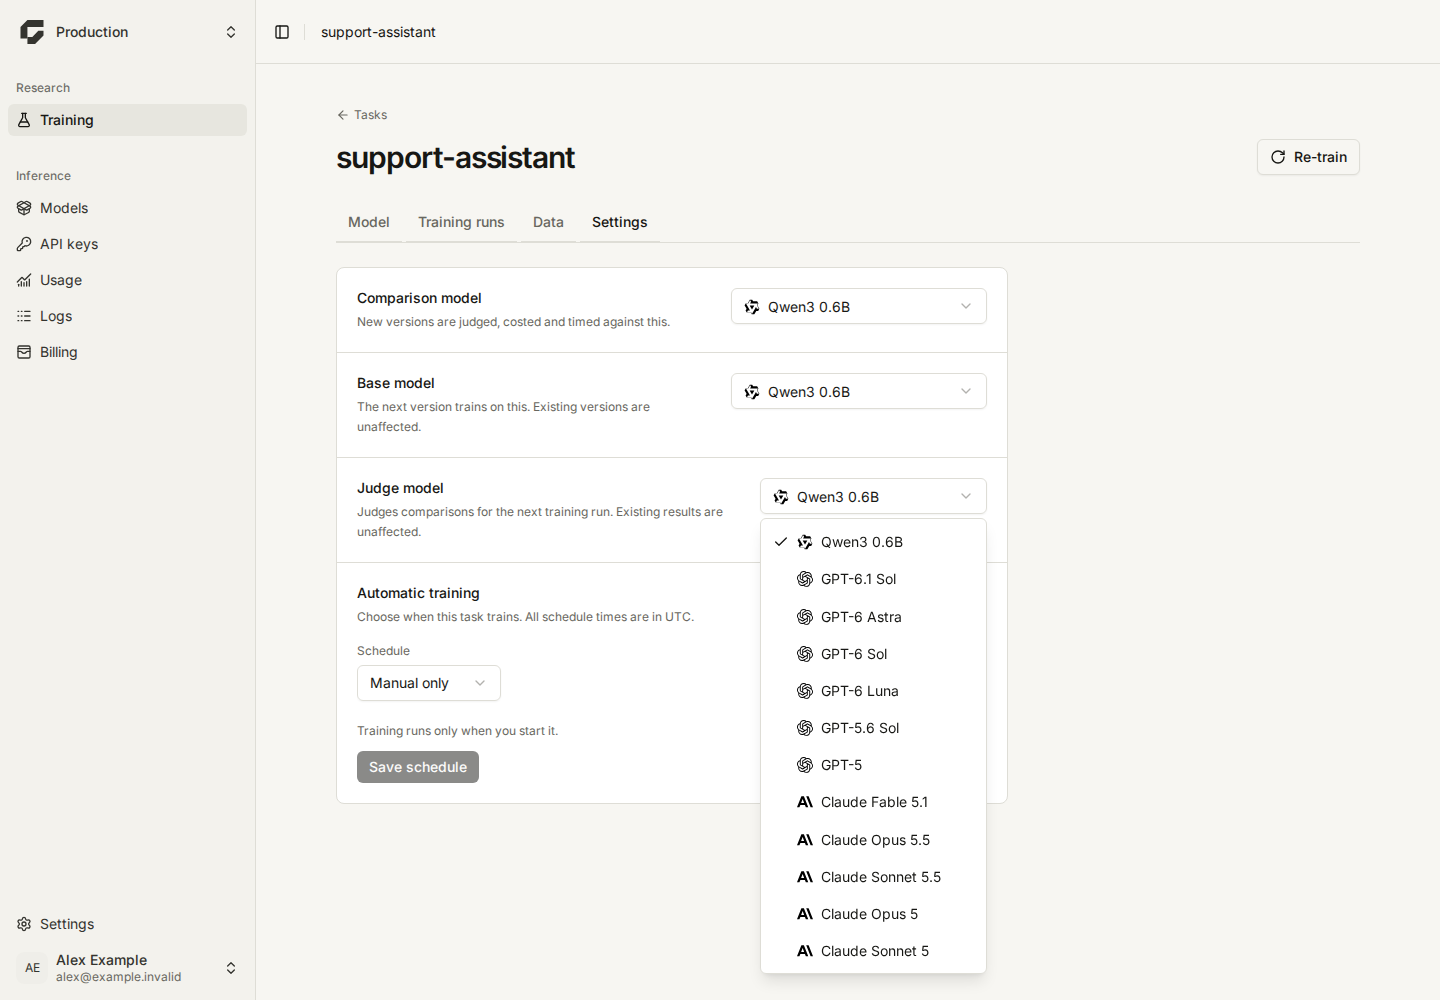 Production
support-assistant
Research
Training
Inference
Models
API keys
Usage
Logs
Billing
Settings
AE
Alex Example
alex@example.invalid
Tasks
support-assistant
Re-train
Model
Training runs
Data
Settings
Comparison model
New versions are judged, costed and timed against this.
Qwen3 0.6B
Base model
The next version trains on this. Existing versions are
unaffected.
Qwen3 0.6B
Judge model
Judges comparisons for the next training run. Existing results are
unaffected.
Qwen3 0.6B
Qwen3 0.6B
GPT-6.1 Sol
GPT-6 Astra
GPT-6 Sol
GPT-6 Luna
GPT-5.6 Sol
GPT-5
Claude Fable 5.1
Claude Opus 5.5
Claude Sonnet 5.5
Claude Opus 5
Claude Sonnet 5
Automatic training
Choose when this task trains. All schedule times are in UTC.
Schedule
Manual only
Training runs only when you start it.
Save schedule